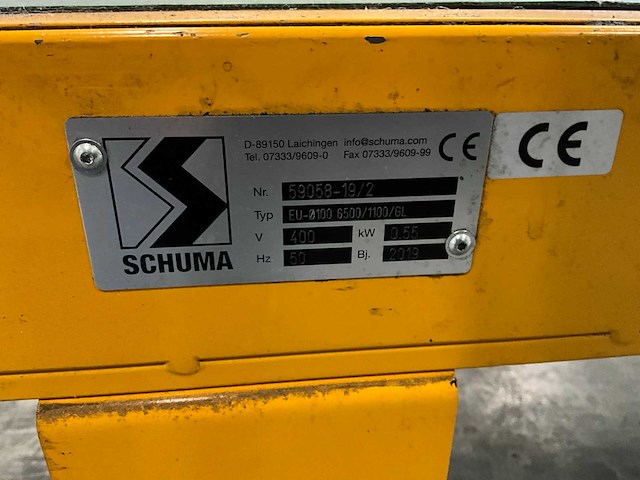 D-89150 Laichingen info@schuma.com
Tel. 07333/9609-0 Fax 07333/9609-99
CE
CE
SCHUMA
Nr. 59058-19/2
Typ EU-Ø100 6500/1100/GL
V 400 kW 0.55
Hz 50 Bj. 2019